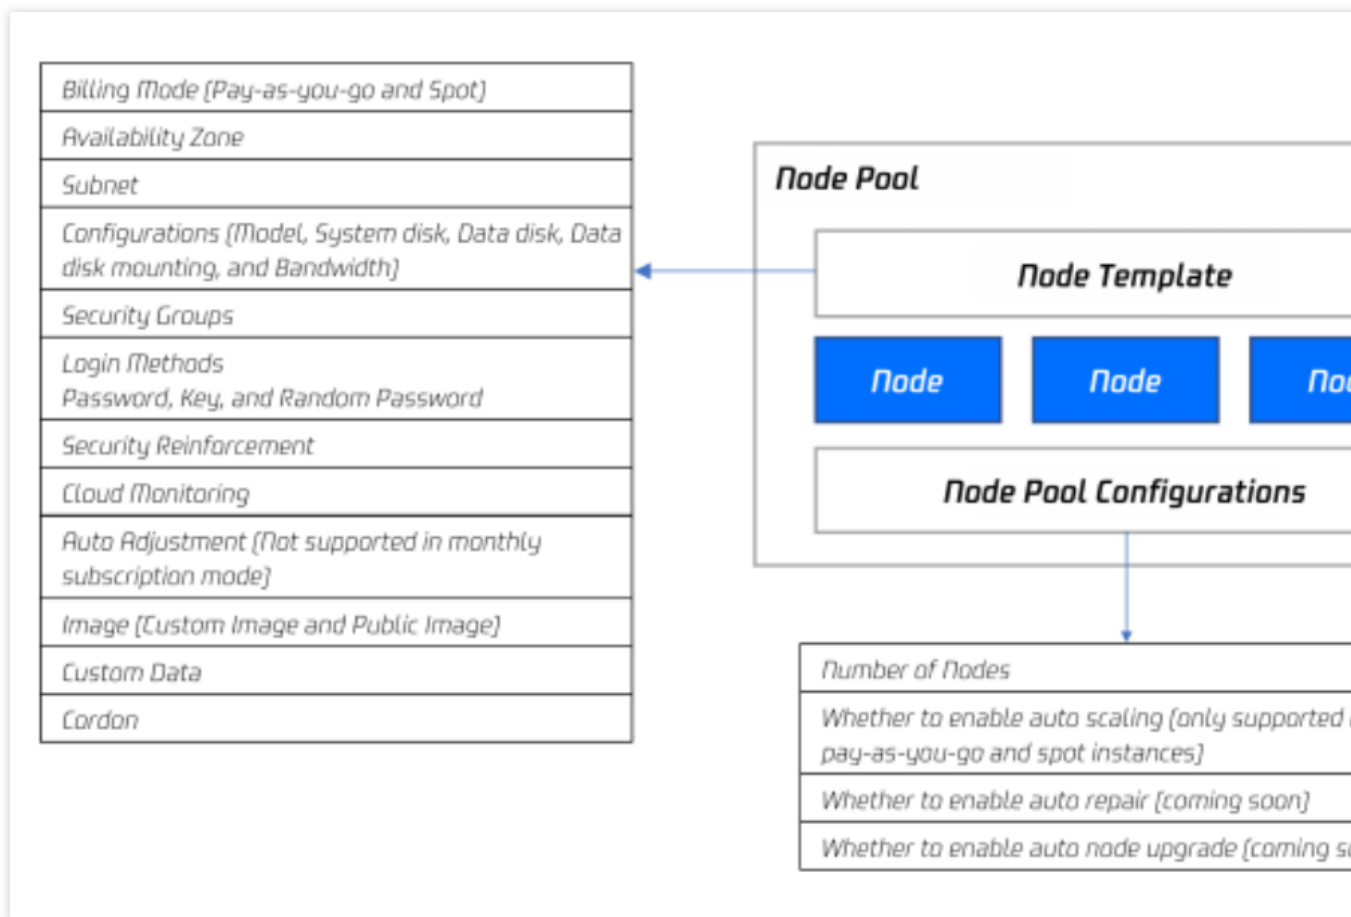 Billing Mode (Pay-as-you-go and Spot)
Availability Zone
Subnet
Configurations (Model, System disk, Data disk, Data
disk mounting, and Bandwidth)
Security Groups
Login Methods
Password, Key, and Random Password
Security Reinforcement
Cloud Monitoring
Auto Adjustment (Not supported in monthly
subscription mode)
Image (Custom Image and Public Image)
Custom Data
Cordon
Node Pool
Node Template
Node
Node
Node Pool Configurations
Number of Nodes
Whether to enable auto scaling (only supported
pay-as-you-go and spot instances)
Whether to enable auto repair (coming soon)
Whether to enable auto node upgrade (coming